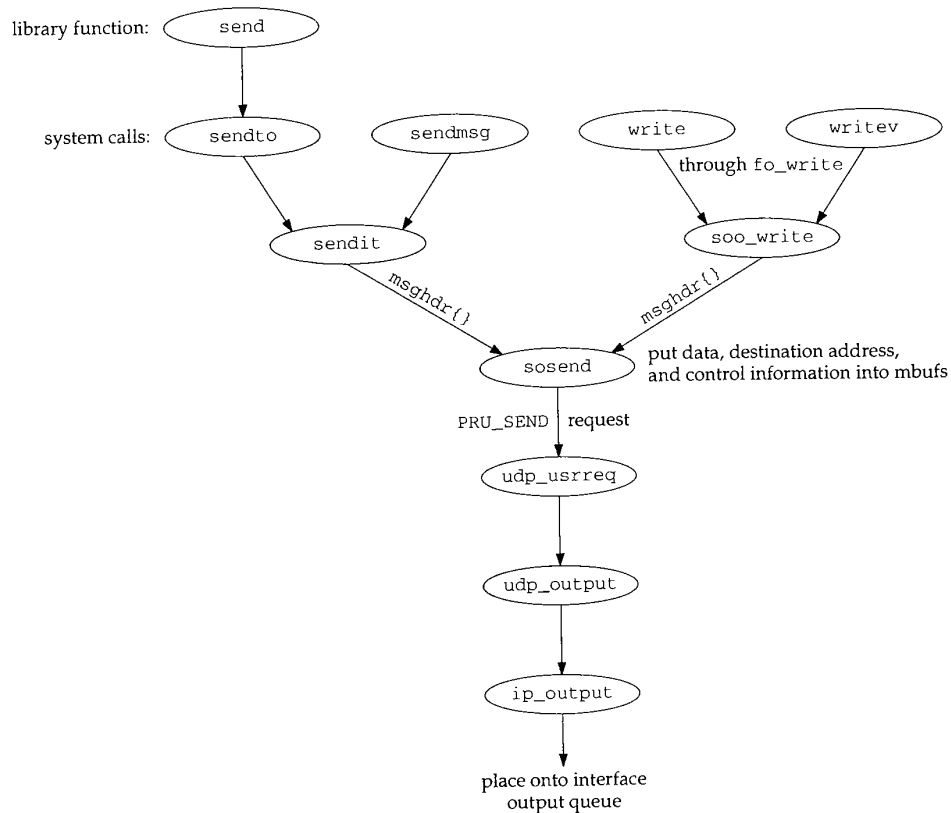 library function: send
system calls: sendto sendmsg write writev
through fo_write
sendit soo_write
msghdr{} msghdr{}
sosend
put data, destination address,
and control information into mbufs
PRU_SEND request
udp_usrreq
udp_output
ip_output
place onto interface
output queue